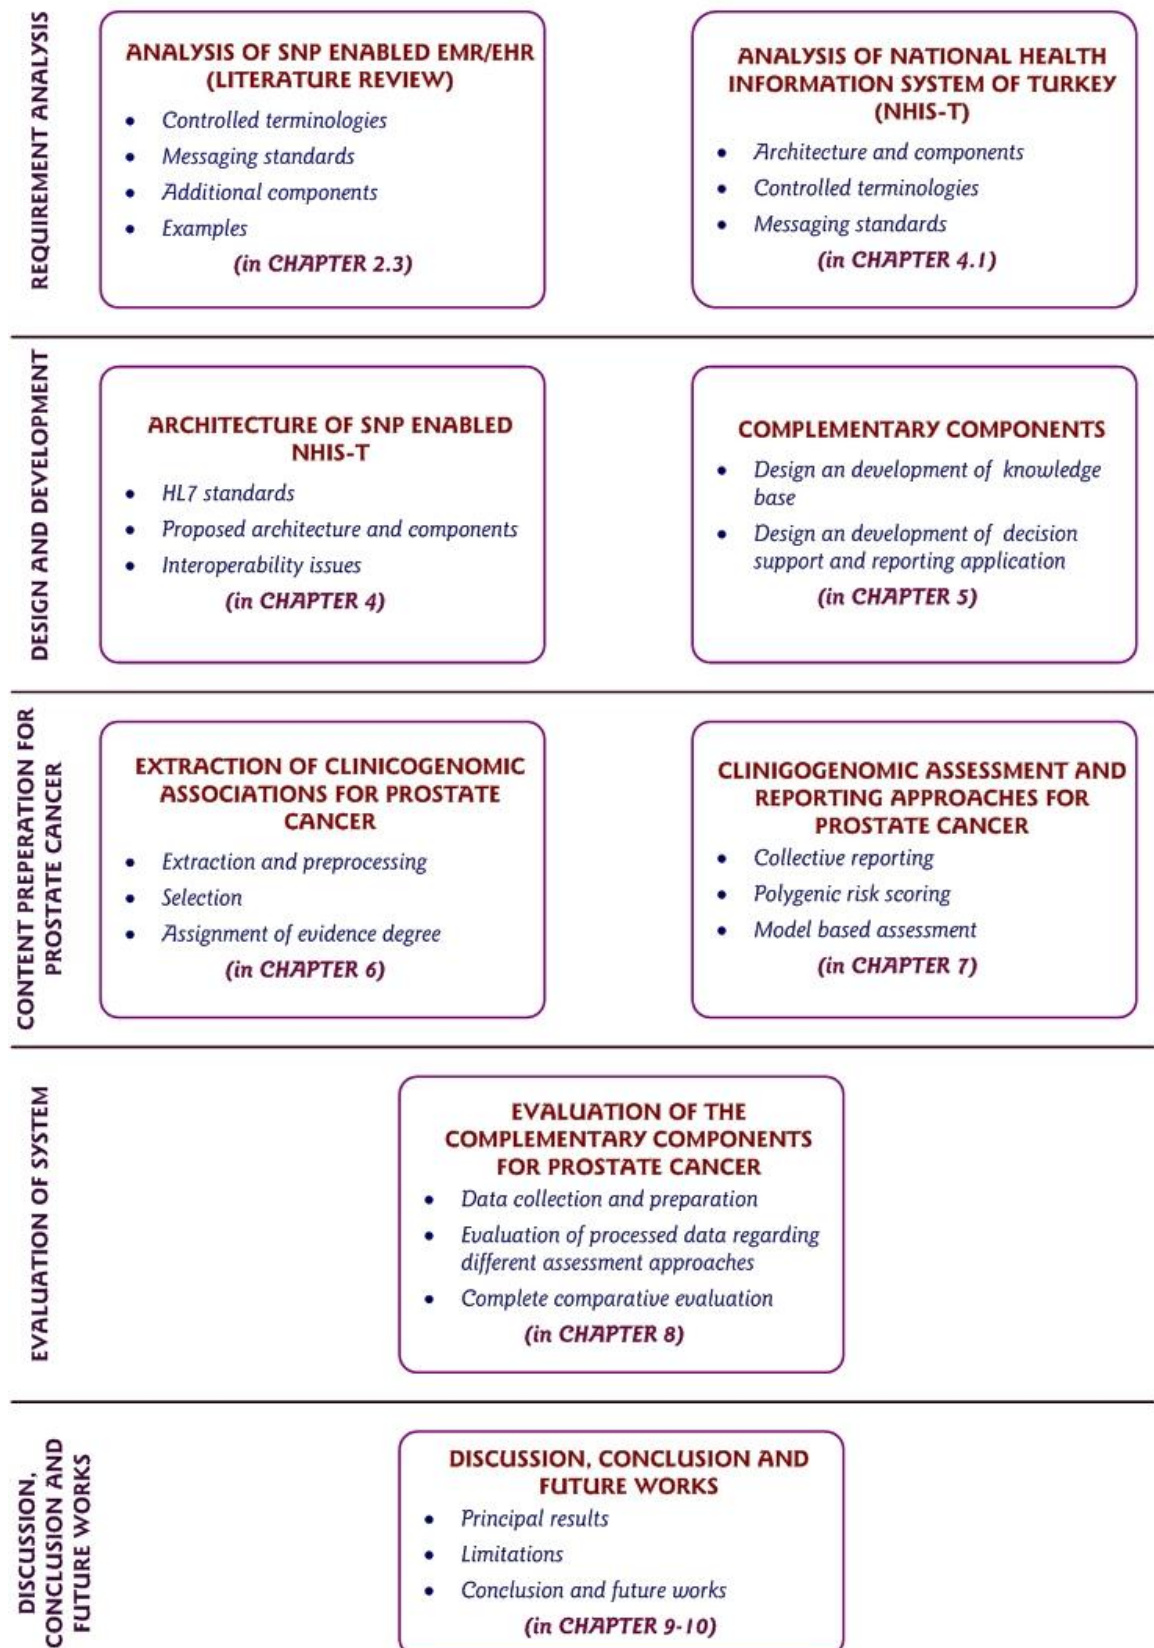 REQUIREMENT ANALYSIS
ANALYSIS OF SNP ENABLED EMR/EHR
(LITERATURE REVIEW)
• Controlled terminologies
• Messaging standards
• Additional components
• Examples
(in CHAPTER 2.3)
ANALYSIS OF NATIONAL HEALTH
INFORMATION SYSTEM OF TURKEY
(NHIS-T)
• Architecture and components
• Controlled terminologies
• Messaging standards
(in CHAPTER 4.1)
DESIGN AND DEVELOPMENT
ARCHITECTURE OF SNP ENABLED
NHIS-T
• HL7 standards
• Proposed architecture and components
• Interoperability issues
(in CHAPTER 4)
COMPLEMENTARY COMPONENTS
• Design an development of knowledge
base
• Design an development of decision
support and reporting application
(in CHAPTER 5)
CONTENT PREPERATION FOR
PROSTATE CANCER
EXTRACTION OF CLINICOGENOMIC
ASSOCIATIONS FOR PROSTATE
CANCER
• Extraction and preprocessing
• Selection
• Assignment of evidence degree
(in CHAPTER 6)
CLINIGOGENOMIC ASSESSMENT AND
REPORTING APPROACHES FOR
PROSTATE CANCER
• Collective reporting
• Polygenic risk scoring
• Model based assessment
(in CHAPTER 7)
EVALUATION OF SYSTEM
EVALUATION OF THE
COMPLEMENTARY COMPONENTS
FOR PROSTATE CANCER
• Data collection and preparation
• Evaluation of processed data regarding
different assessment approaches
• Complete comparative evaluation
(in CHAPTER 8)
DISCUSSION,
CONCLUSION AND
FUTURE WORKS
DISCUSSION, CONCLUSION AND
FUTURE WORKS
• Principal results
• Limitations
• Conclusion and future works
(in CHAPTER 9-10)